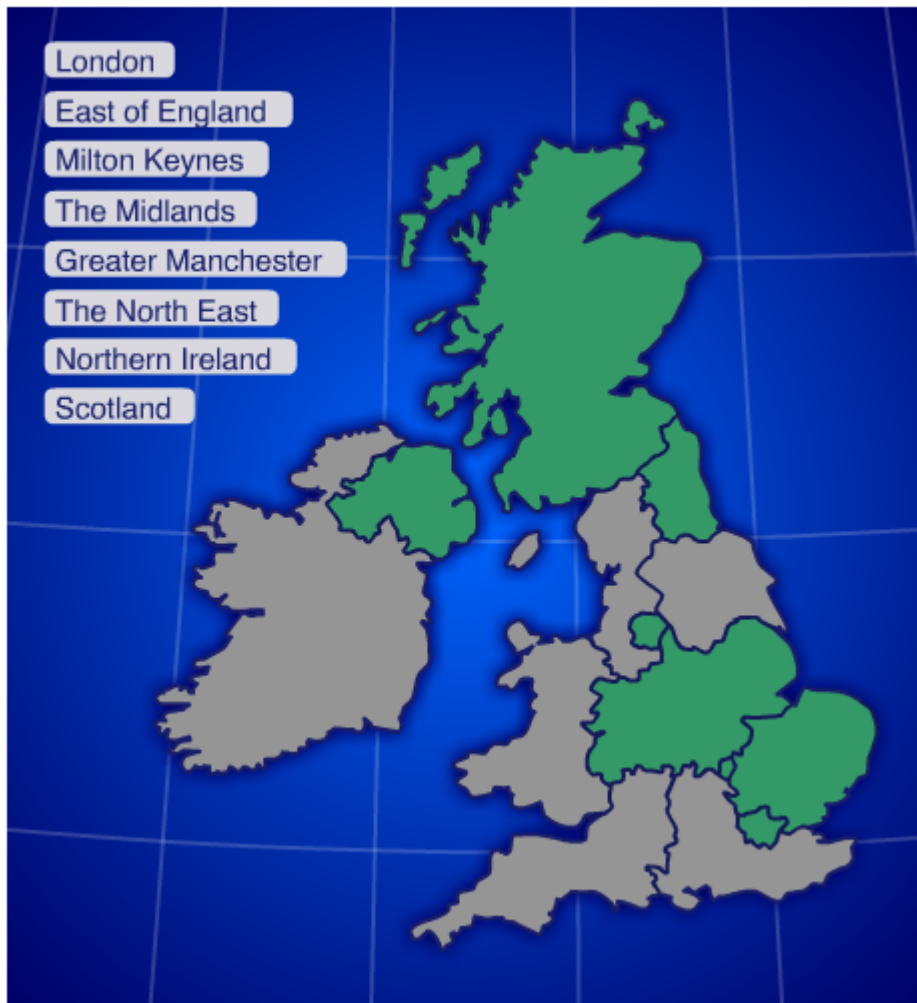 London
East of England
Milton Keynes
The Midlands
Greater Manchester
The North East
Northern Ireland
Scotland